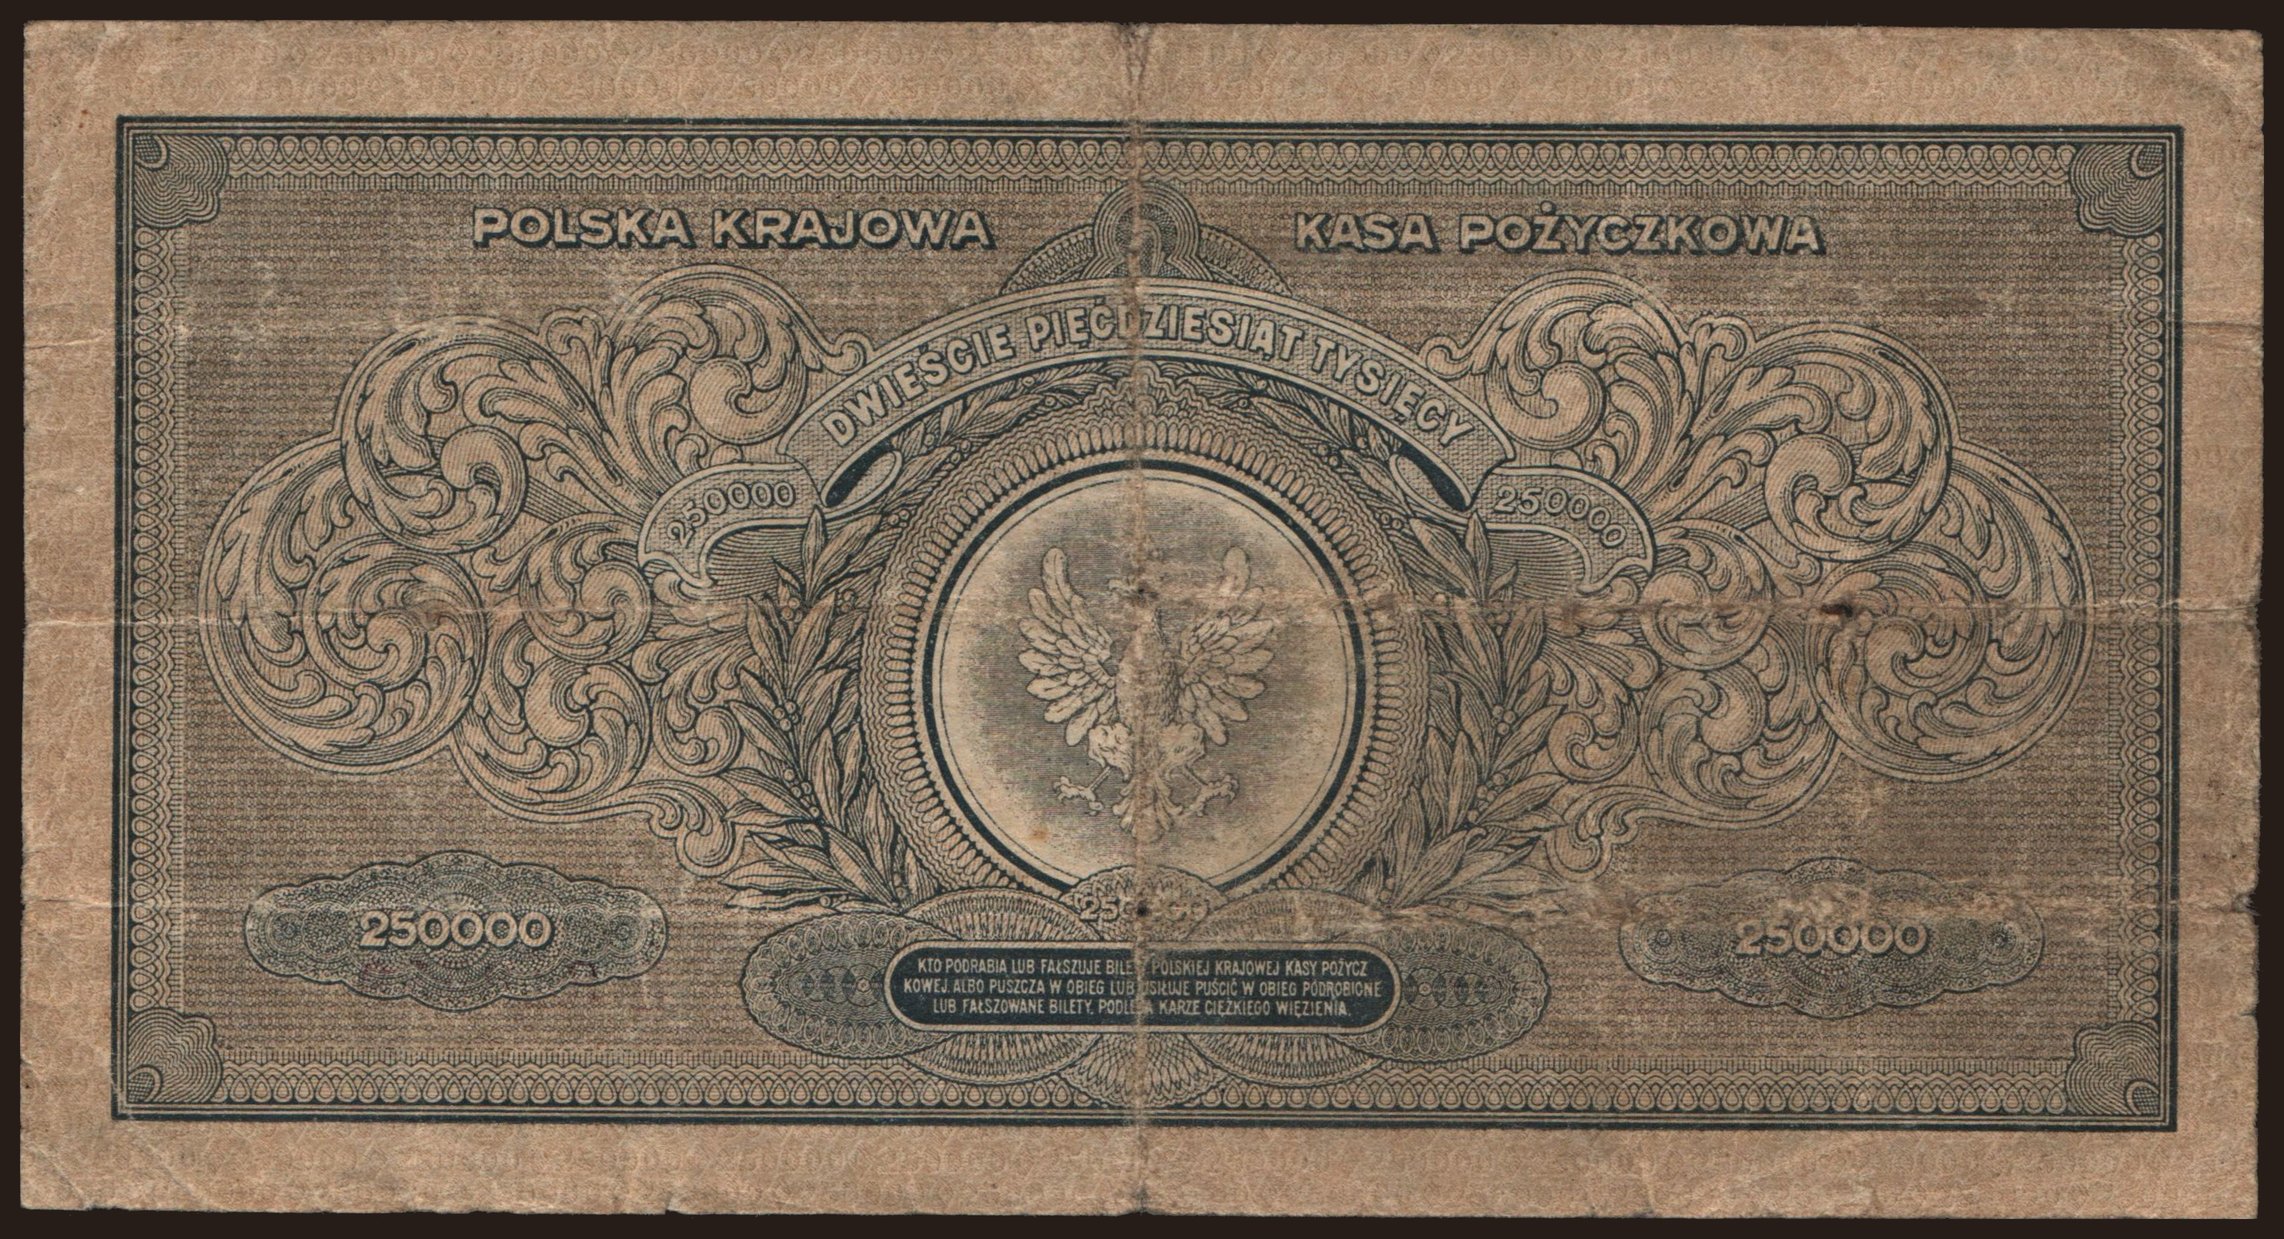 POLSKA KRAJOWA KASA POŻYCZKOWA
DWIEŚCIE PIĘĆDZIESIĄT TYSIĘCY
250000 250000
250000 250000 250000
KTO PODRABIA LUB FAŁSZUJE BILETY POLSKIEJ KRAJOWEJ KASY POŻYCZ
KOWEJ, ALBO PUSZCZA W OBIEG LUB USIŁUJE PUŚCIĆ W OBIEG PODROBIONE
LUB FAŁSZOWANE BILETY, PODLEGA KARZE CIĘŻKIEGO WIĘZIENIA.